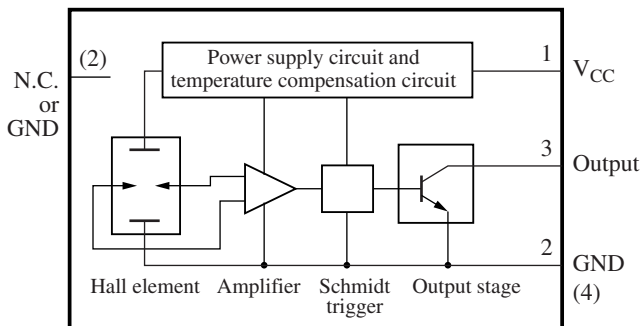 (2)
N.C.
or
GND
Power supply circuit and
temperature compensation circuit
1
V_CC
3
Output
2
GND
(4)
Hall element
Amplifier
Schmidt
trigger
Output stage